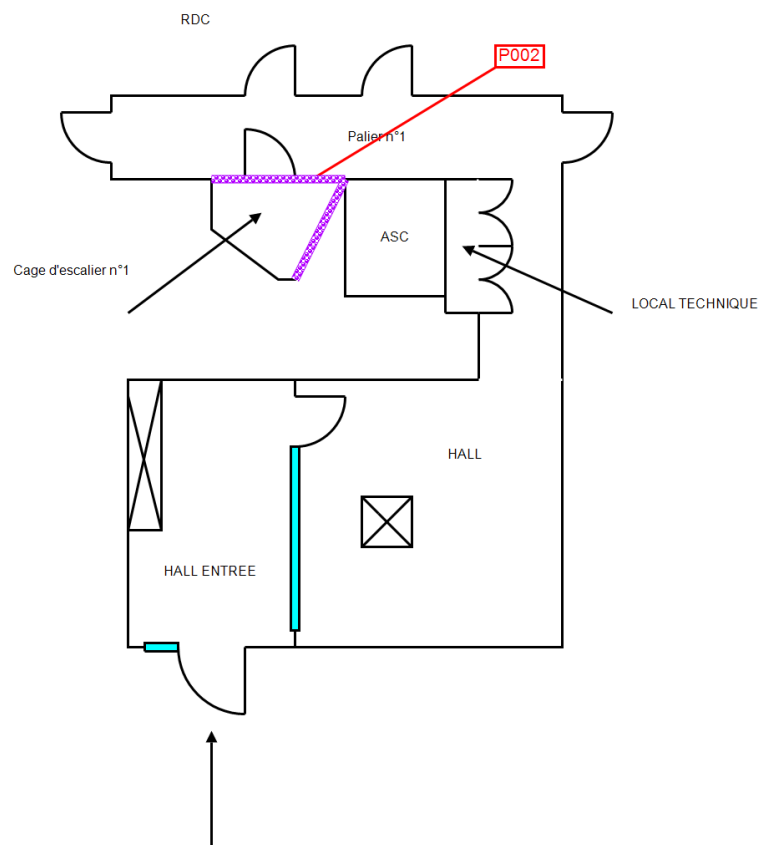 RDC
P002
Palier n°1
ASC
Cage d'escalier n°1
LOCAL TECHNIQUE
HALL
HALL ENTREE